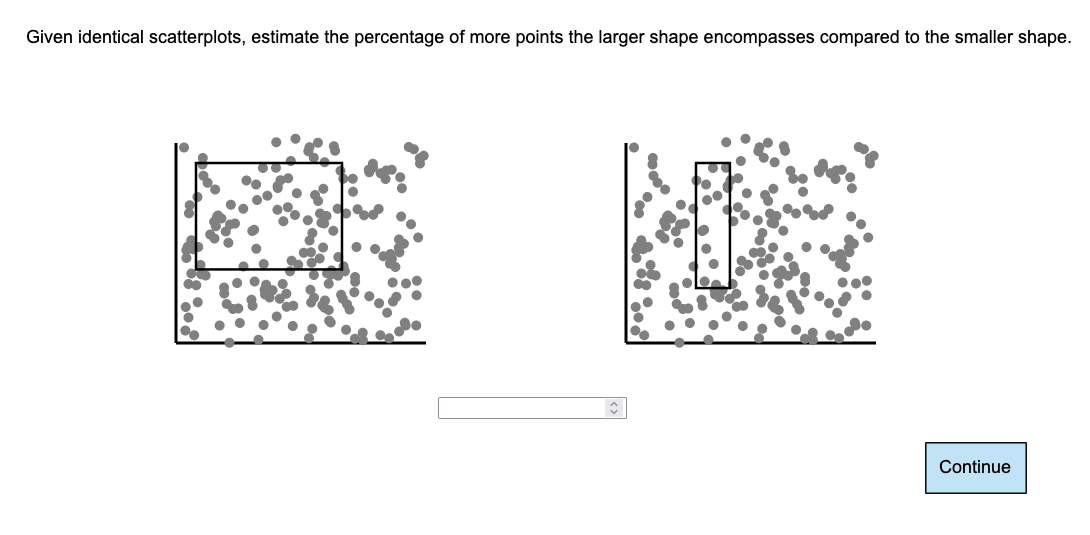 Given identical scatterplots, estimate the percentage of more points the larger shape encompasses compared to the smaller shape.
Continue